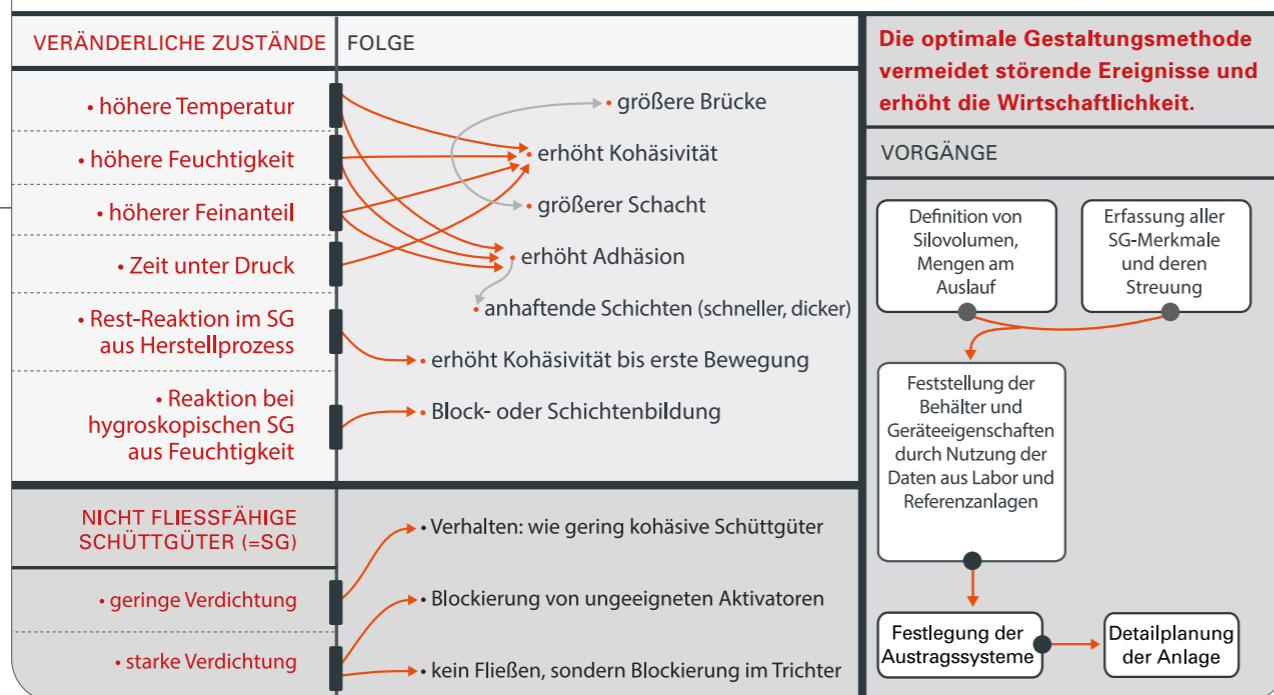 VERÄNDERLICHE ZUSTÄNDE
• höhere Temperatur
• höhere Feuchtigkeit
• höherer Feinanteil
• Zeit unter Druck
• Rest-Reaktion im SG
aus Herstellprozess
• Reaktion bei
hygroskopischen SG
aus Feuchtigkeit
FOLGE
• größere Brücke
• erhöht Kohäsivität
• größerer Schacht
• erhöht Adhäsion
• anhaftende Schichten (schneller, dicker)
• erhöht Kohäsivität bis erste Bewegung
• Block- oder Schichtenbildung
NICHT FLIESSFÄHIGE
SCHÜTTGÜTER (=SG)
• geringe Verdichtung
• starke Verdichtung
• Verhalten: wie gering kohäsive Schüttgüter
• Blockierung von ungeeigneten Aktivatoren
• kein Fließen, sondern Blockierung im Trichter
Die optimale Gestaltungsmethode
vermeidet störende Ereignisse und
erhöht die Wirtschaftlichkeit.
VORGÄNGE
Definition von
Silovolumen,
Mengen am
Auslauf
Erfassung aller
SG-Merkmale
und deren
Streuung
Feststellung der
Behälter und
Geräteeigenschaften
durch Nutzung der
Daten aus Labor und
Referenzanlagen
Festlegung der
Austragssysteme
Detailplanung
der Anlage